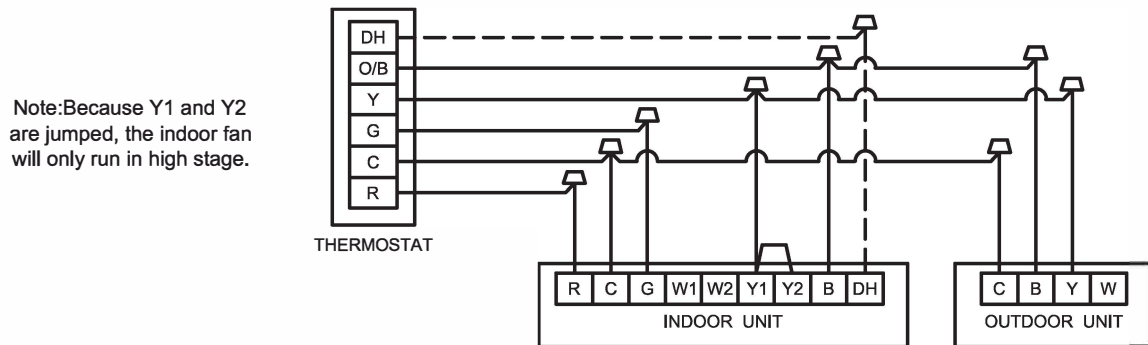 Note:Because Y1 and Y2
are jumped, the indoor fan
will only run in high stage.
DH
O/B
Y
G
C
R
THERMOSTAT
R C G W1 W2 Y1 Y2 B DH
INDOOR UNIT
C B Y W
OUTDOOR UNIT